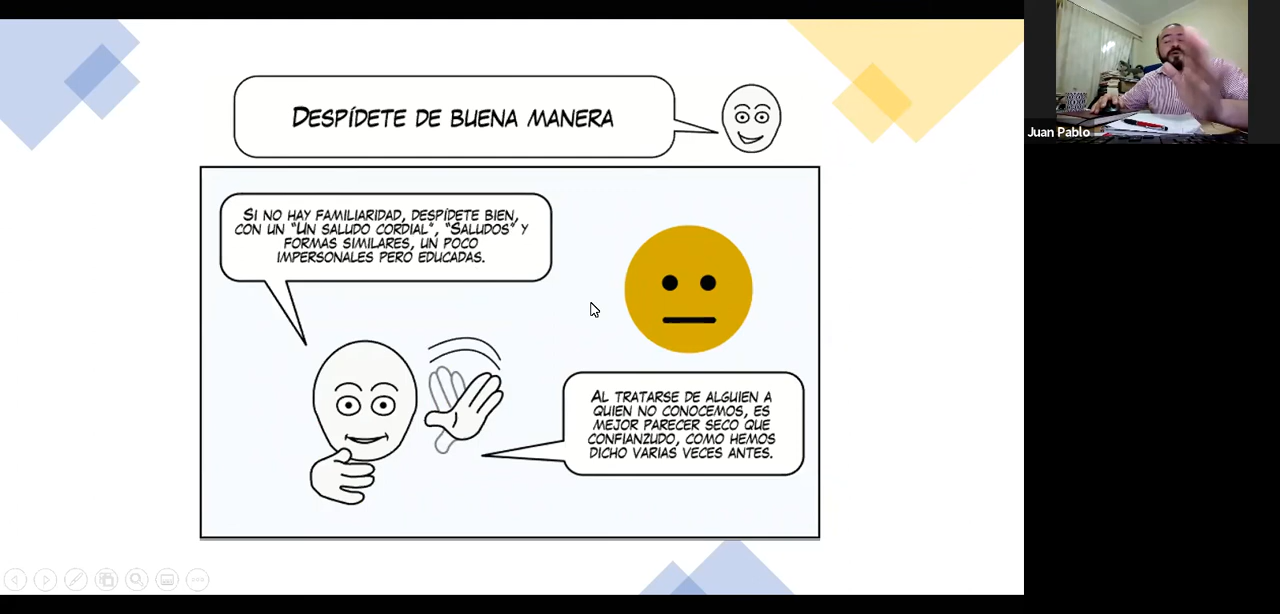 DESPÍDETE DE BUENA MANERA
SI NO HAY FAMILIARIDAD, DESPÍDETE BIEN,
CON UN "UN SALUDO CORDIAL", "SALUDOS" Y
FORMAS SIMILARES, UN POCO
IMPERSONALES PERO EDUCADAS.
AL TRATARSE DE ALGUIEN A
QUIEN NO CONOCEMOS, ES
MEJOR PARECER SECO QUE
CONFIANZUDO, COMO HEMOS
DICHO VARIAS VECES ANTES.
Juan Pablo